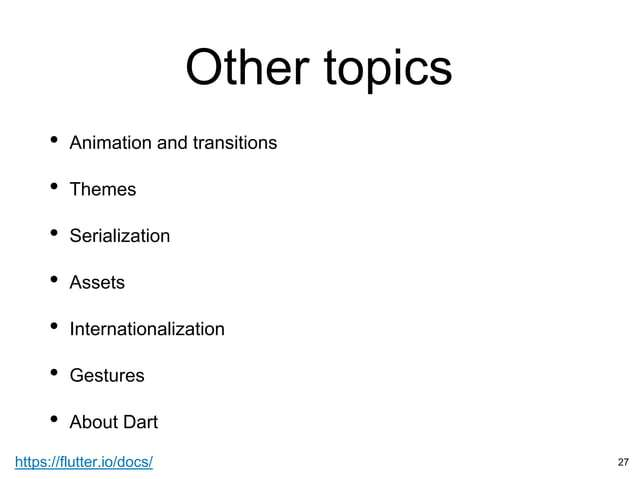 Other topics
• Animation and transitions
• Themes
• Serialization
• Assets
• Internationalization
• Gestures
• About Dart
https://flutter.io/docs/
27